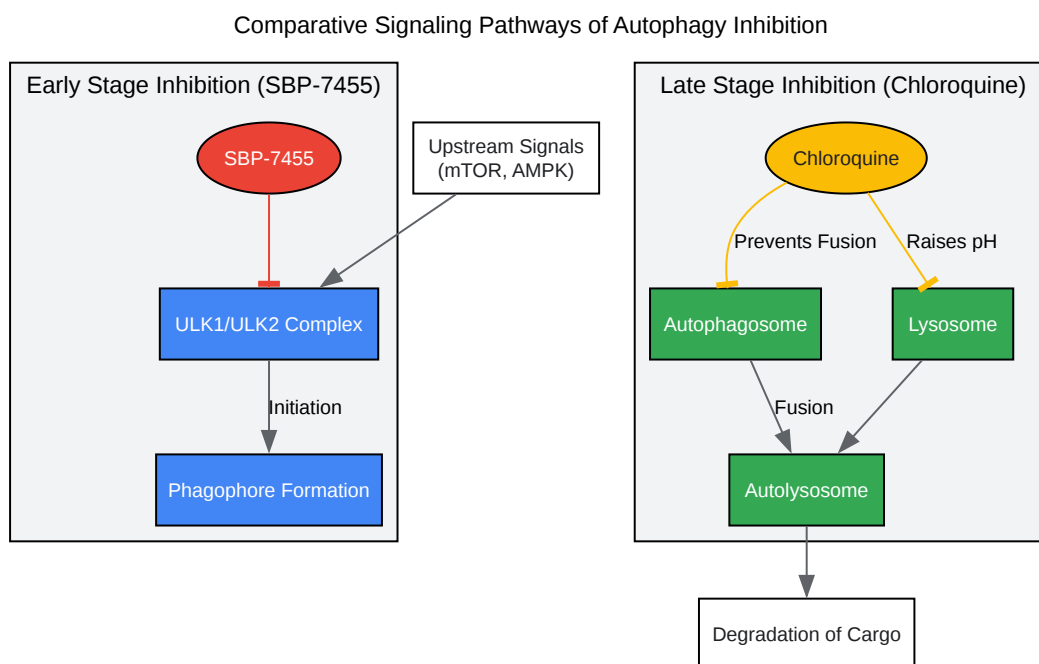 Comparative Signaling Pathways of Autophagy Inhibition
Early Stage Inhibition (SBP-7455)
SBP-7455
Upstream Signals
(mTOR, AMPK)
ULK1/ULK2 Complex
Initiation
Phagophore Formation
Late Stage Inhibition (Chloroquine)
Chloroquine
Prevents Fusion
Raises pH
Autophagosome
Lysosome
Fusion
Autolysosome
Degradation of Cargo